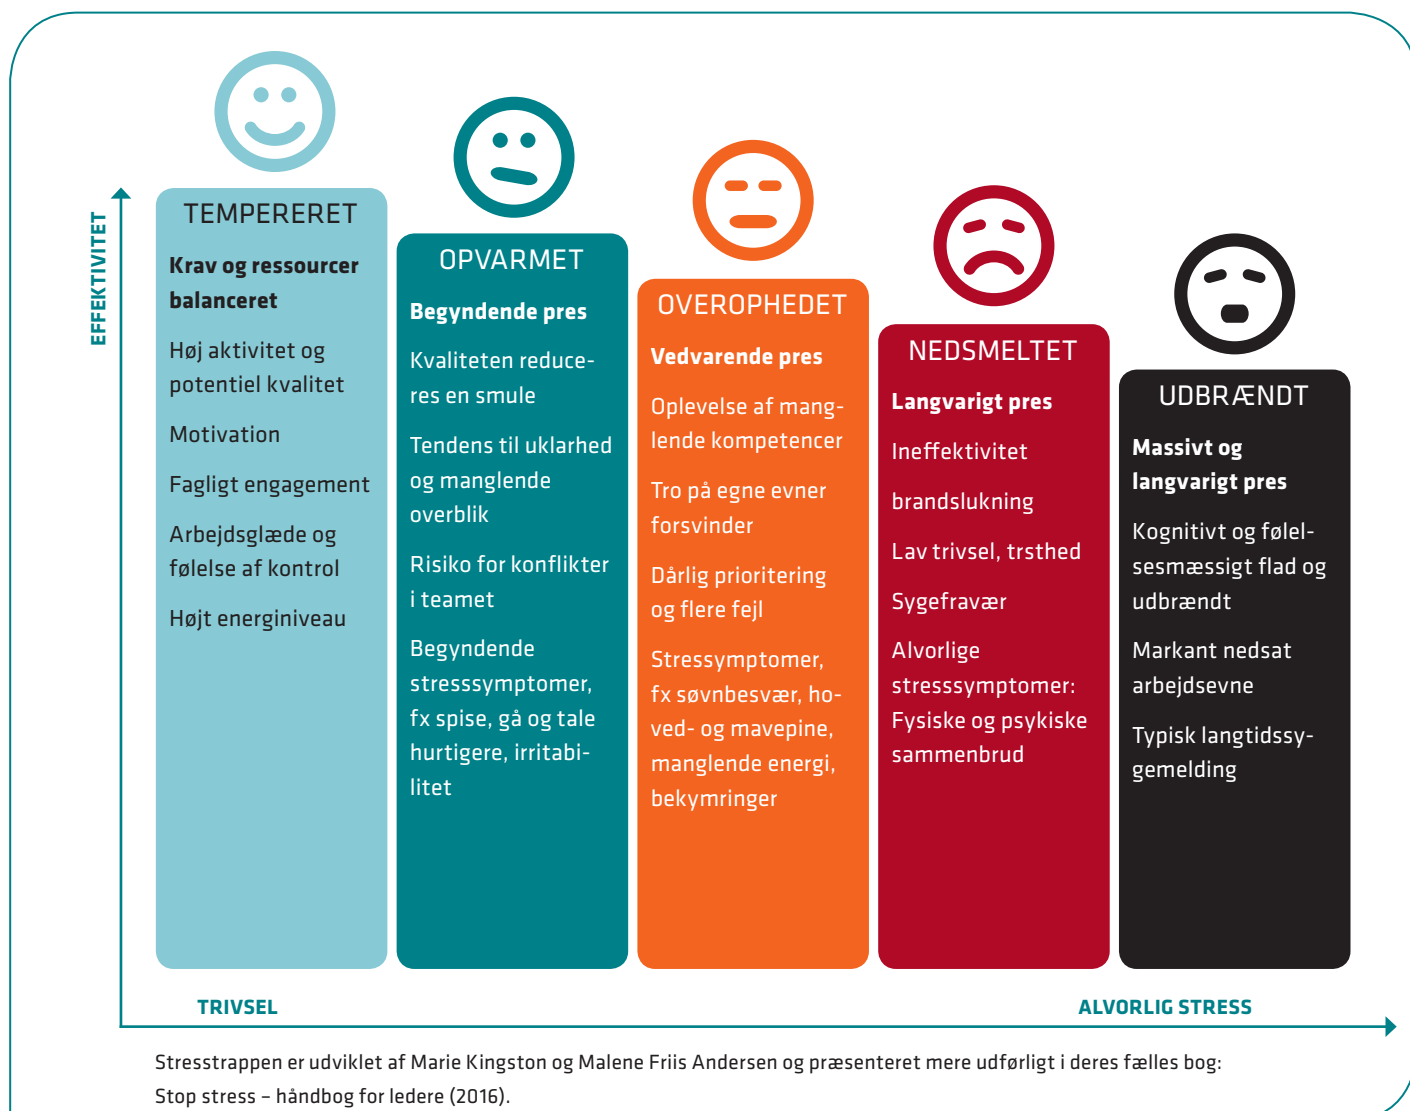 EFFEKTIVITET
TEMPERERET
Krav og ressourcer
balanceret
Høj aktivitet og
potentiel kvalitet
Motivation
Fagligt engagement
Arbejdsglæde og
følelse af kontrol
Højt energiniveau
OPVARMET
Begyndende pres
Kvaliteten reduce-
res en smule
Tendens til uklarhed
og manglende
overblik
Risiko for konflikter
i teamet
Begyndende
stresssymptomer,
fx spise, gå og tale
hurtigere, irritabi-
litet
OVEROPHEDET
Vedvarende pres
Oplevelse af mang-
lende kompetencer
Tro på egne evner
forsvinder
Dårlig prioritering
og flere fejl
Stressymptomer,
fx søvnbesvær, ho-
ved- og mavepine,
manglende energi,
bekymringer
NEDSMELTET
Langvarigt pres
Ineffektivitet
brandslukning
Lav trivsel, trsthed
Sygefravær
Alvorlige
stresssymptomer:
Fysiske og psykiske
sammenbrud
UDBRÆNDT
Massivt og
langvarigt pres
Kognitivt og følel-
sesmæssigt flad og
udbrændt
Markant nedsat
arbejdsevne
Typisk langtidssy-
gemelding
TRIVSEL
ALVORLIG STRESS
Stresstrappen er udviklet af Marie Kingston og Malene Friis Andersen og præsenteret mere udførligt i deres fælles bog:
Stop stress – håndbog for ledere (2016).